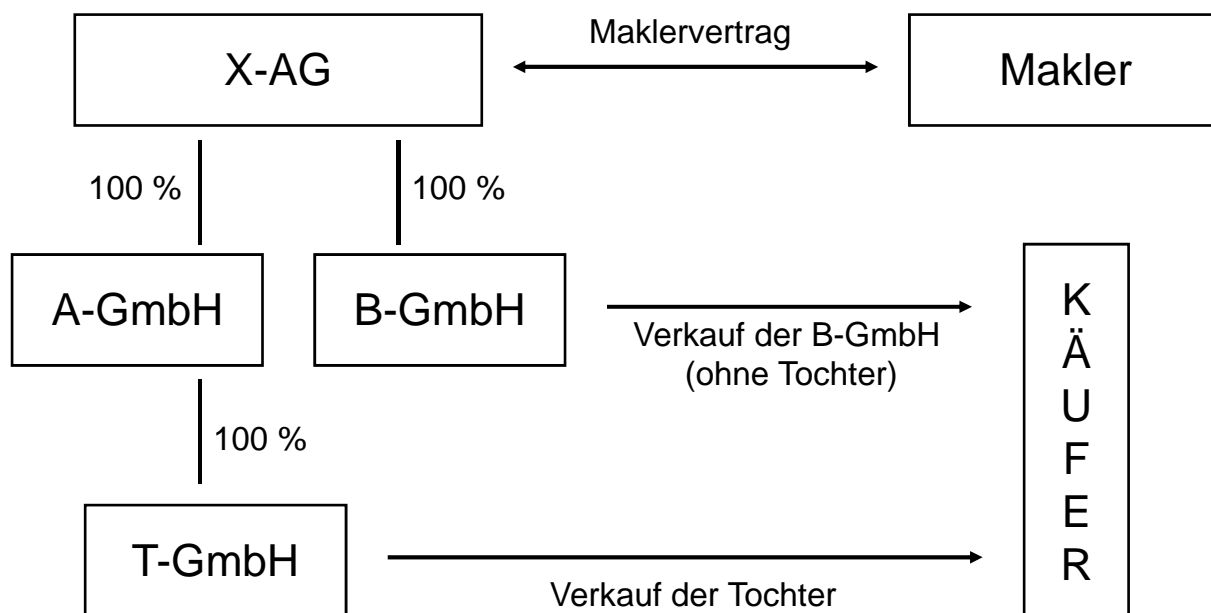 Maklervertrag
X-AG
Makler
100 %
100 %
A-GmbH
B-GmbH
Verkauf der B-GmbH
(ohne Tochter)
K
Ä
U
F
E
R
100 %
T-GmbH
Verkauf der Tochter